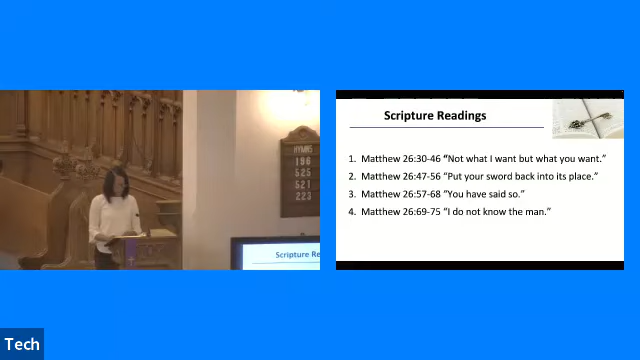 HYMNS
196
525
521
223
Scripture Re
Scripture Readings
1. Matthew 26:30-46 “Not what I want but what you want.”
2. Matthew 26:47-56 “Put your sword back into its place.”
3. Matthew 26:57-68 “You have said so.”
4. Matthew 26:69-75 “I do not know the man.”
Tech